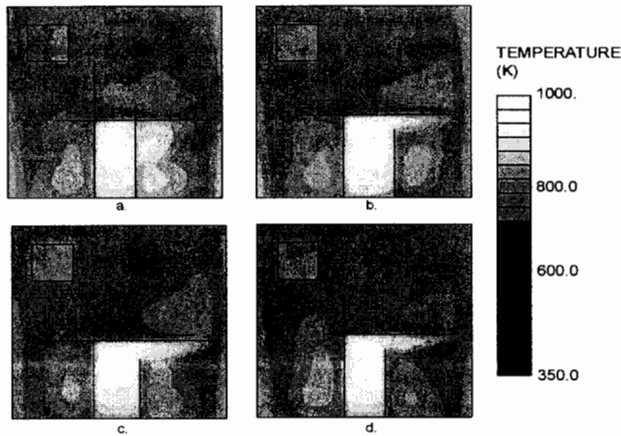 TEMPERATURE
(K)
1000.
800.0
600.0
350.0
a.
b.
c.
d.